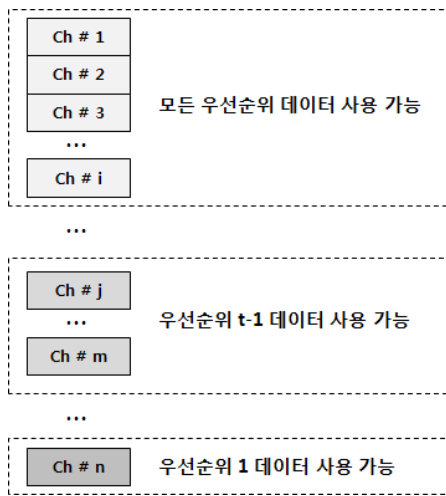 Ch # 1
Ch # 2
Ch # 3
모든 우선순위 데이터 사용 가능
...
Ch # i
...
Ch # j
우선순위 t-1 데이터 사용 가능
...
Ch # m
...
Ch # n
우선순위 1 데이터 사용 가능